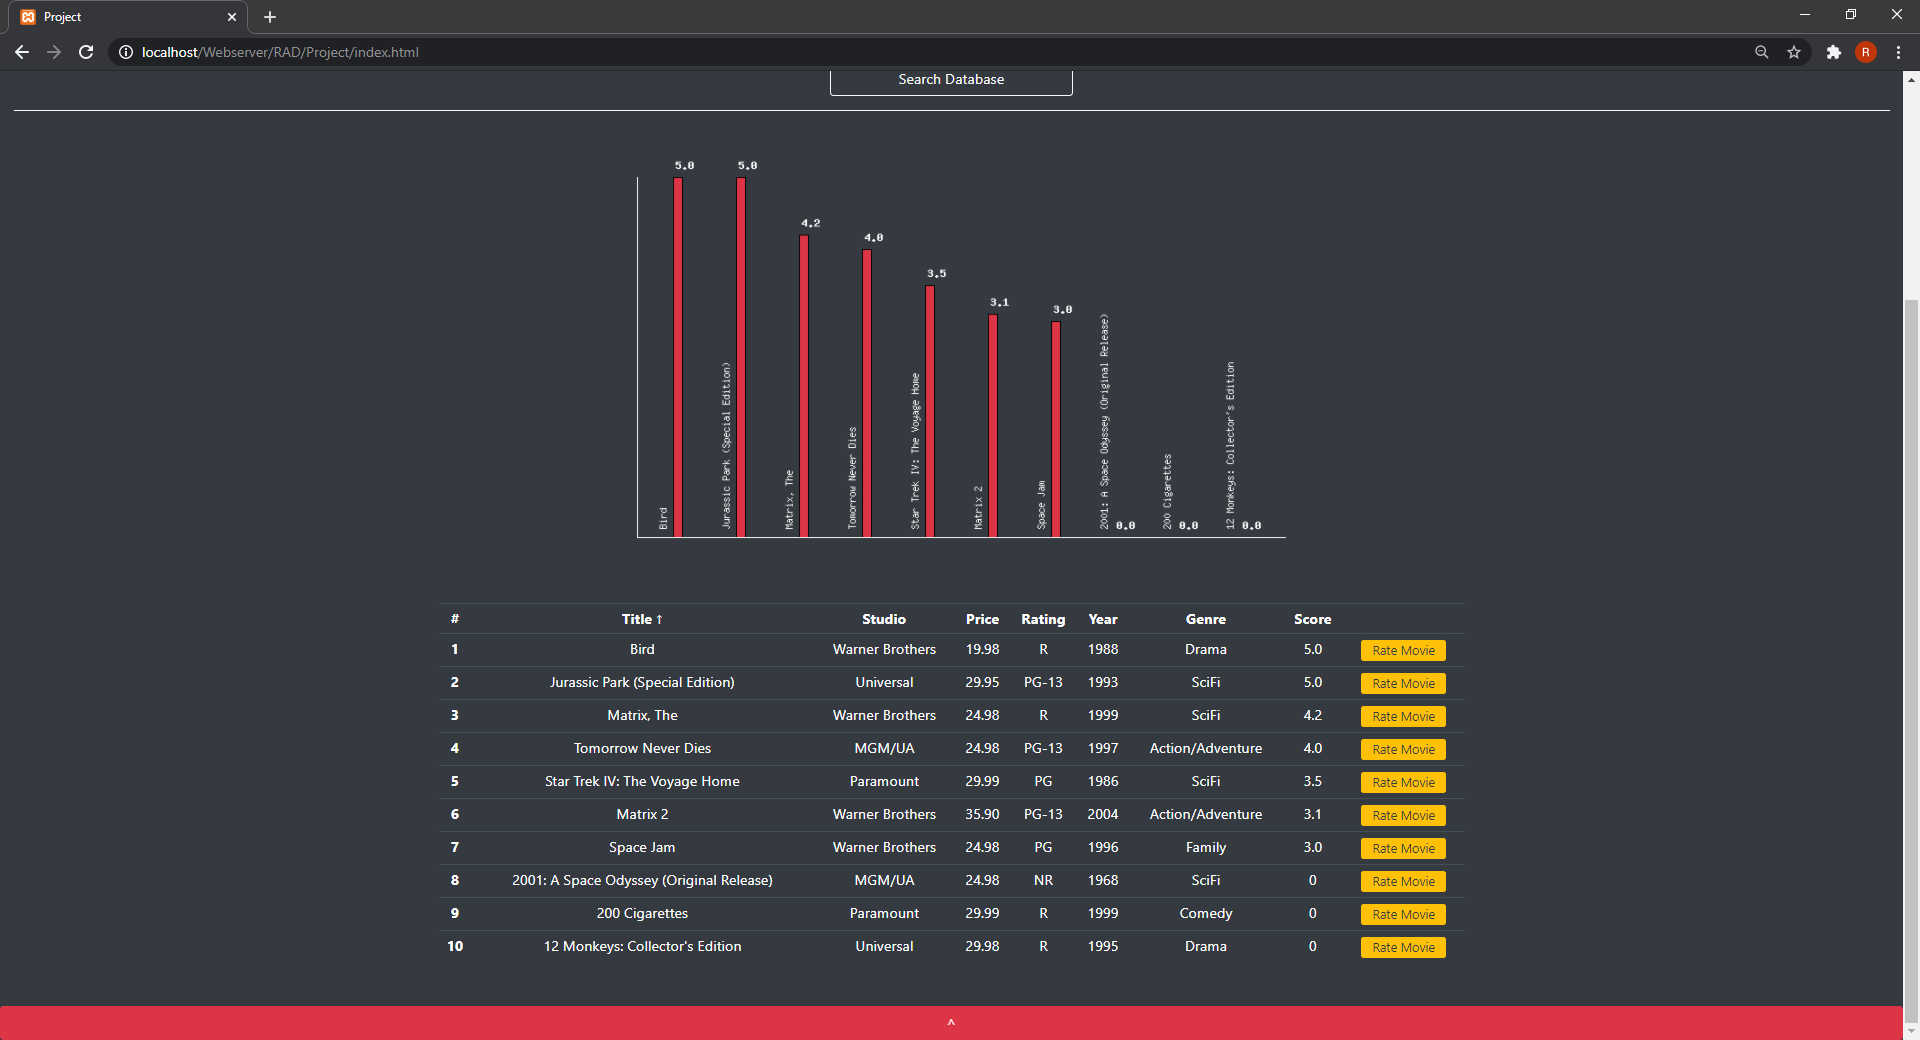 Project
localhost/Webserver/RAD/Project/index.html
R
Search Database
5.0 5.0 4.2 4.0 3.5 3.1 3.0 0.0 0.0 0.0
Bird
Jurassic Park (Special Edition)
Matrix, The
Tomorrow Never Dies
Star Trek IV: The Voyage Home
Matrix 2
Space Jam
2001: A Space Odyssey (Original Release)
200 Cigarettes
12 Monkeys: Collector's Edition
# Title ↑ Studio Price Rating Year Genre Score
1 Bird Warner Brothers 19.98 R 1988 Drama 5.0 Rate Movie
2 Jurassic Park (Special Edition) Universal 29.95 PG-13 1993 SciFi 5.0 Rate Movie
3 Matrix, The Warner Brothers 24.98 R 1999 SciFi 4.2 Rate Movie
4 Tomorrow Never Dies MGM/UA 24.98 PG-13 1997 Action/Adventure 4.0 Rate Movie
5 Star Trek IV: The Voyage Home Paramount 29.99 PG 1986 SciFi 3.5 Rate Movie
6 Matrix 2 Warner Brothers 35.90 PG-13 2004 Action/Adventure 3.1 Rate Movie
7 Space Jam Warner Brothers 24.98 PG 1996 Family 3.0 Rate Movie
8 2001: A Space Odyssey (Original Release) MGM/UA 24.98 NR 1968 SciFi 0 Rate Movie
9 200 Cigarettes Paramount 29.99 R 1999 Comedy 0 Rate Movie
10 12 Monkeys: Collector's Edition Universal 29.98 R 1995 Drama 0 Rate Movie
^